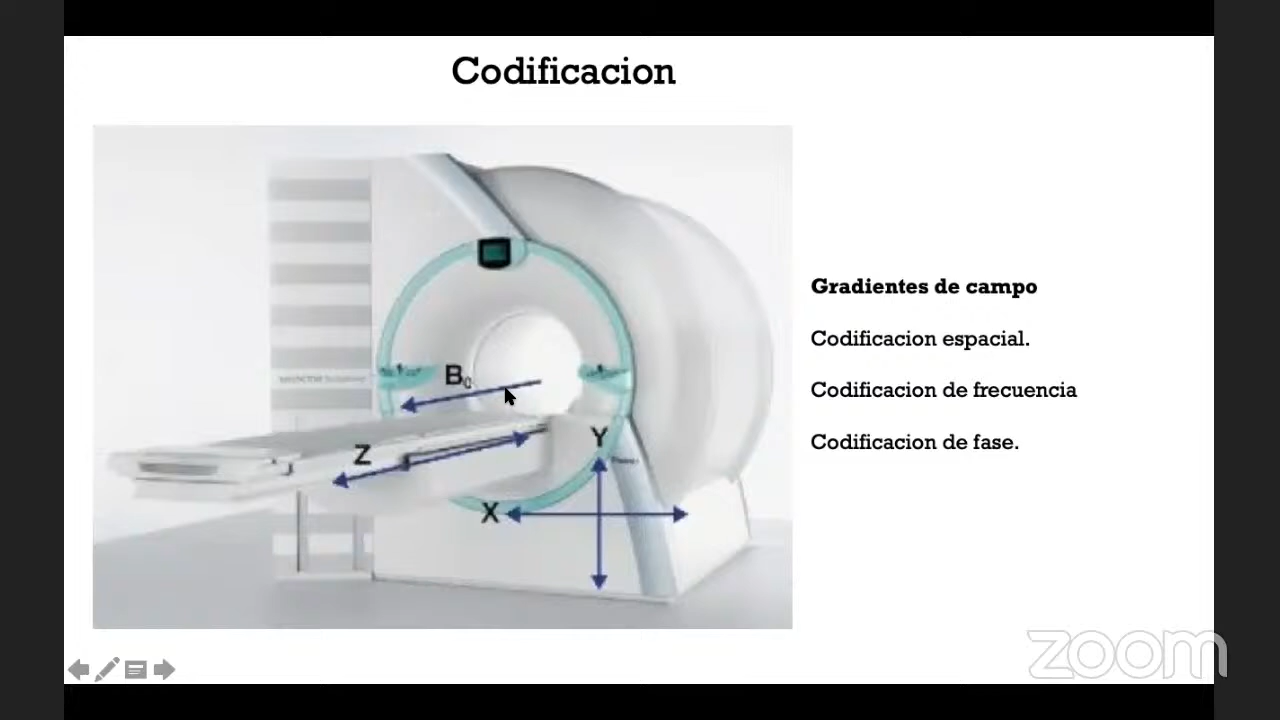 Codificacion
Gradientes de campo
Codificacion espacial.
Codificacion de frecuencia
Codificacion de fase.
B0
Z
Y
X
zoom